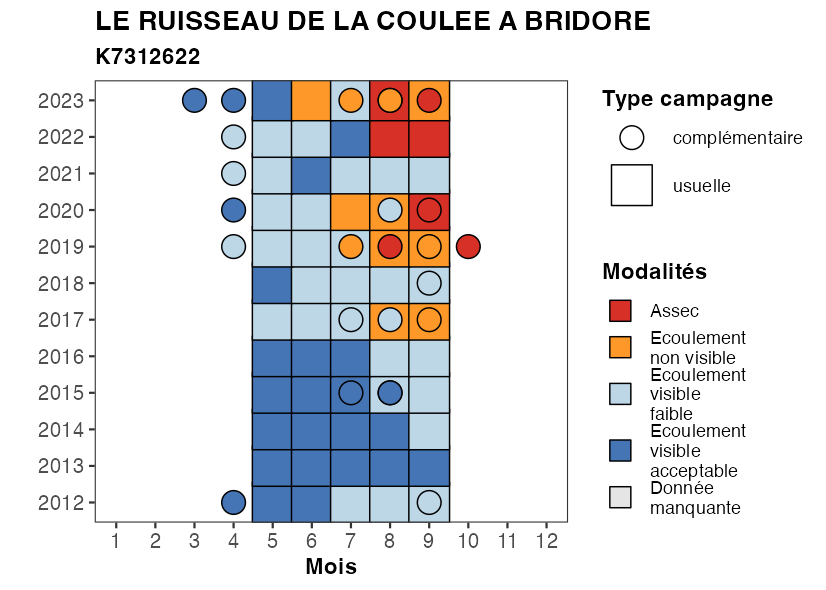 LE RUISSEAU DE LA COULEE A BRIDORE
K7312622
2023
2022
2021
2020
2019
2018
2017
2016
2015
2014
2013
2012
1 2 3 4 5 6 7 8 9 10 11 12
Mois
Type campagne
complémentaire
usuelle
Modalités
Assec
Ecoulement
non visible
Ecoulement
visible
faible
Ecoulement
visible
acceptable
Donnée
manquante